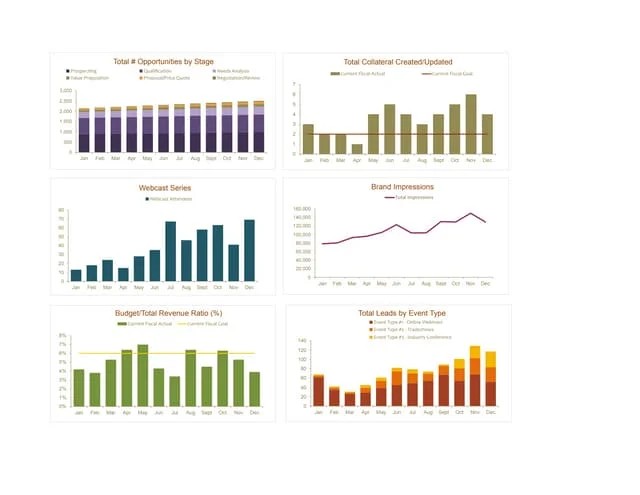 Total # Opportunities by Stage
Prospecting Qualification Needs Analysis
Value Proposition Proposal/Price Quote Negotiation/Review
3,000
2,500
2,000
1,500
1,000
500
0
Jan Feb Mar Apr May Jun Jul Aug Sept Oct Nov Dec
Total Collateral Created/Updated
Current Fiscal Actual Current Fiscal Goal
7
6
5
4
3
2
1
0
Jan Feb Mar Apr May Jun Jul Aug Sept Oct Nov Dec
Webcast Series
Webcast Attendees
80
70
60
50
40
30
20
10
0
Jan Feb Mar Apr May Jun Jul Aug Sept Oct Nov Dec
Brand Impressions
Total Impressions
160,000
140,000
120,000
100,000
80,000
60,000
40,000
20,000
0
Jan Feb Mar Apr May Jun Jul Aug Sept Oct Nov Dec
Budget/Total Revenue Ratio (%)
Current Fiscal Actual Current Fiscal Goal
8%
7%
6%
5%
4%
3%
2%
1%
0%
Jan Feb Mar Apr May Jun Jul Aug Sept Oct Nov Dec
Total Leads by Event Type
Event Type #1 - Online Webinars
Event Type #2 - Tradeshows
Event Type #3 - Industry Conference
140
120
100
80
60
40
20
0
Jan Feb Mar Apr May Jun Jul Aug Sept Oct Nov Dec